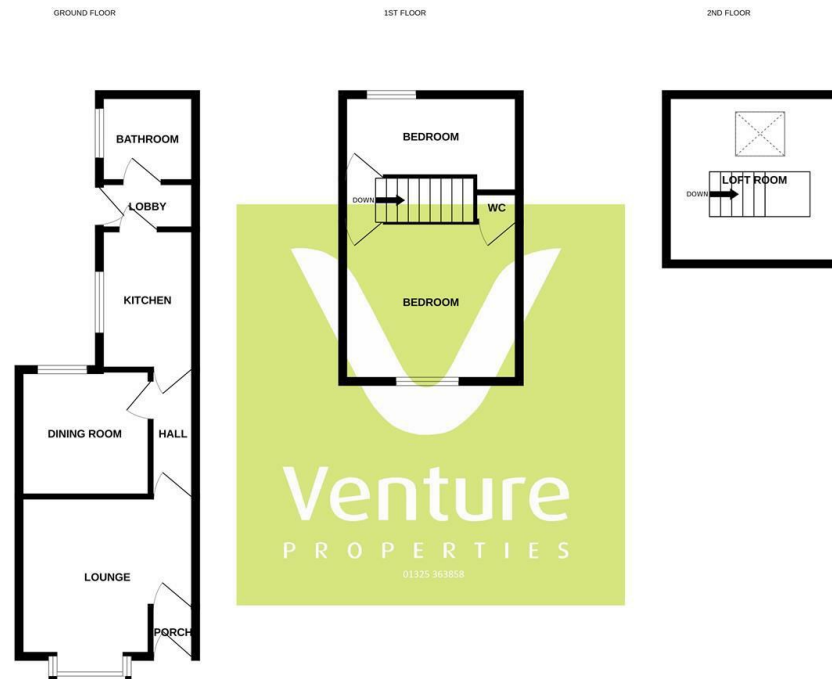 GROUND FLOOR
1ST FLOOR
2ND FLOOR
BATHROOM
LOBBY
KITCHEN
DINING ROOM
HALL
LOUNGE
PORCH
BEDROOM
DOWN
WC
BEDROOM
LOFT ROOM
DOWN
Venture
PROPERTIES
01325 363858